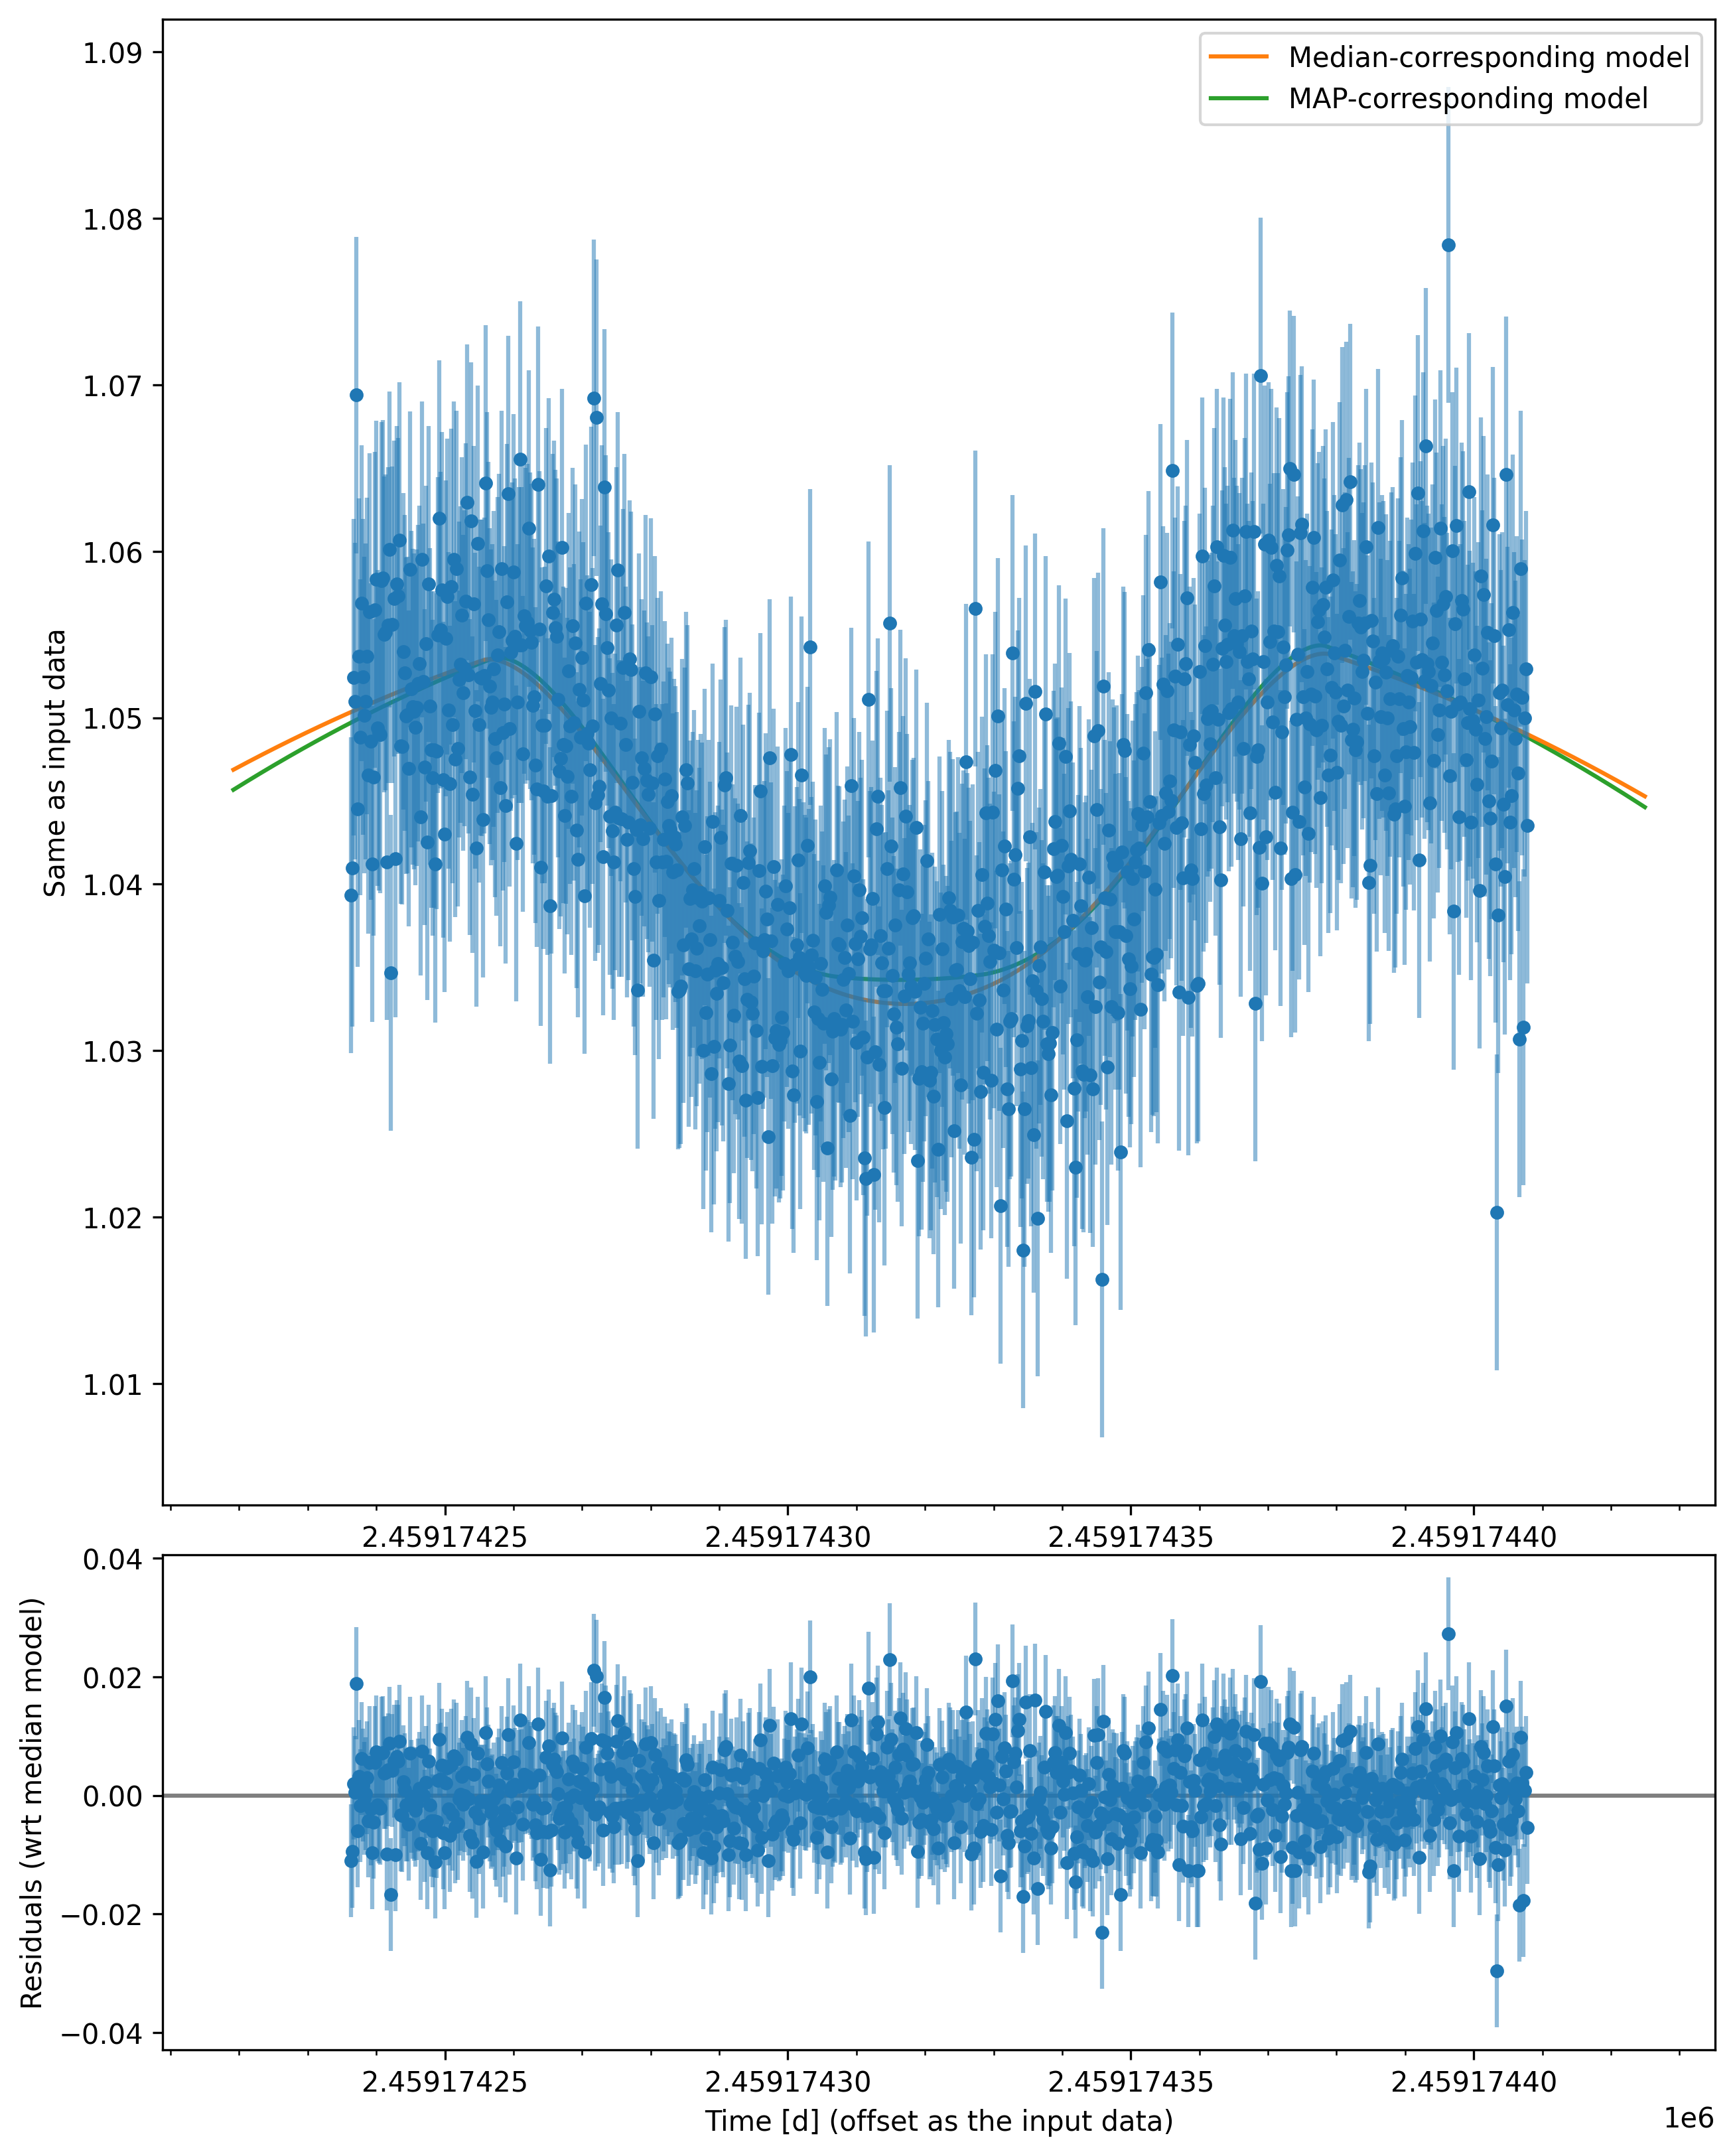 Median-corresponding model
MAP-corresponding model
1.09
1.08
1.07
1.06
1.05
1.04
1.03
1.02
1.01
Same as input data
2.45917425 2.45917430 2.45917435 2.45917440
0.04
0.02
0.00
−0.02
−0.04
Residuals (wrt median model)
2.45917425 2.45917430 2.45917435 2.45917440
Time [d] (offset as the input data)
1e6